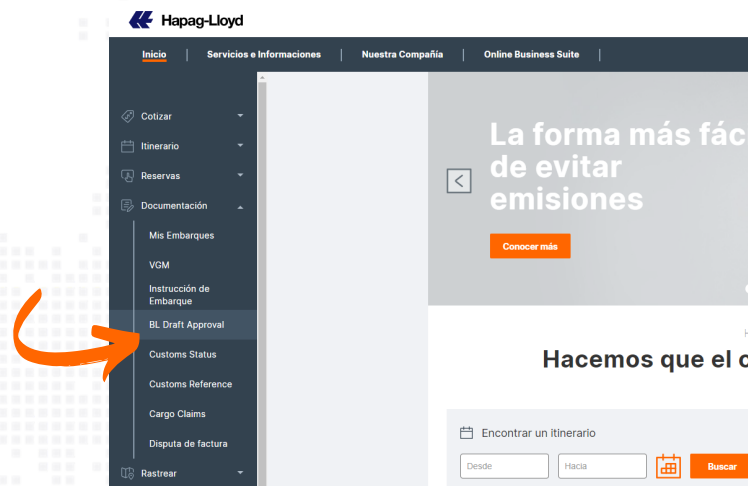 Hapag-Lloyd
Inicio
Servicios e Informaciones
Nuestra Compañía
Online Business Suite
Cotizar
Itinerario
Reservas
Documentación
Mis Embarques
VGM
Instrucción de
Embarque
BL Draft Approval
Customs Status
Customs Reference
Cargo Claims
Disputa de factura
Rastrear
La forma más fác
de evitar
emisiones
Conocer más
H
Hacemos que el c
Encontrar un itinerario
Desde
Hacia
Buscar